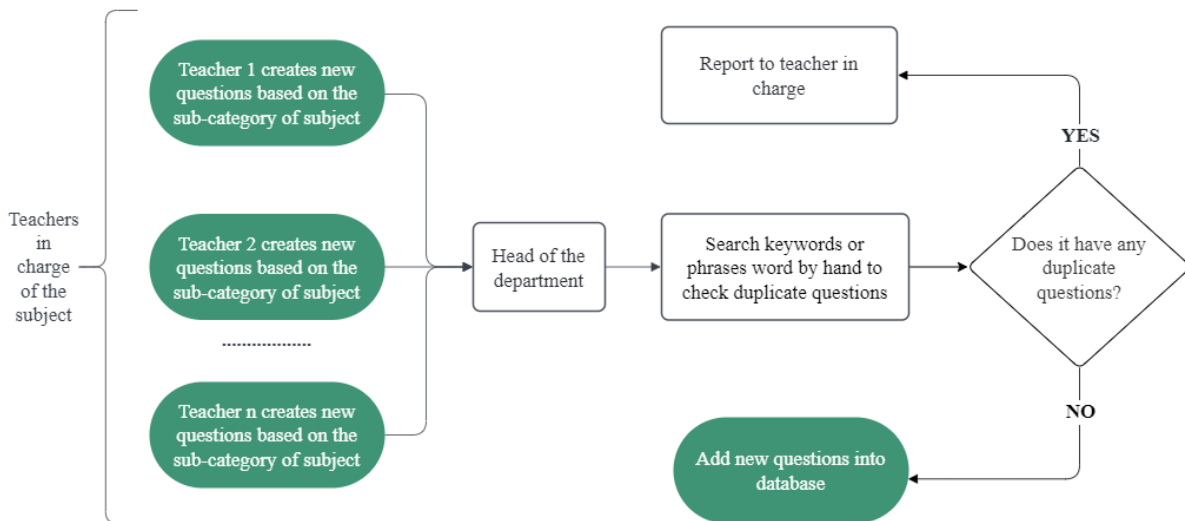 Teachers
in
charge
of the
subject
Teacher 1 creates new
questions based on the
sub-category of subject
Teacher 2 creates new
questions based on the
sub-category of subject
..................
Teacher n creates new
questions based on the
sub-category of subject
Head of the
department
Search keywords or
phrases word by hand to
check duplicate questions
Does it have any
duplicate
questions?
YES
Report to teacher in
charge
NO
Add new questions into
database